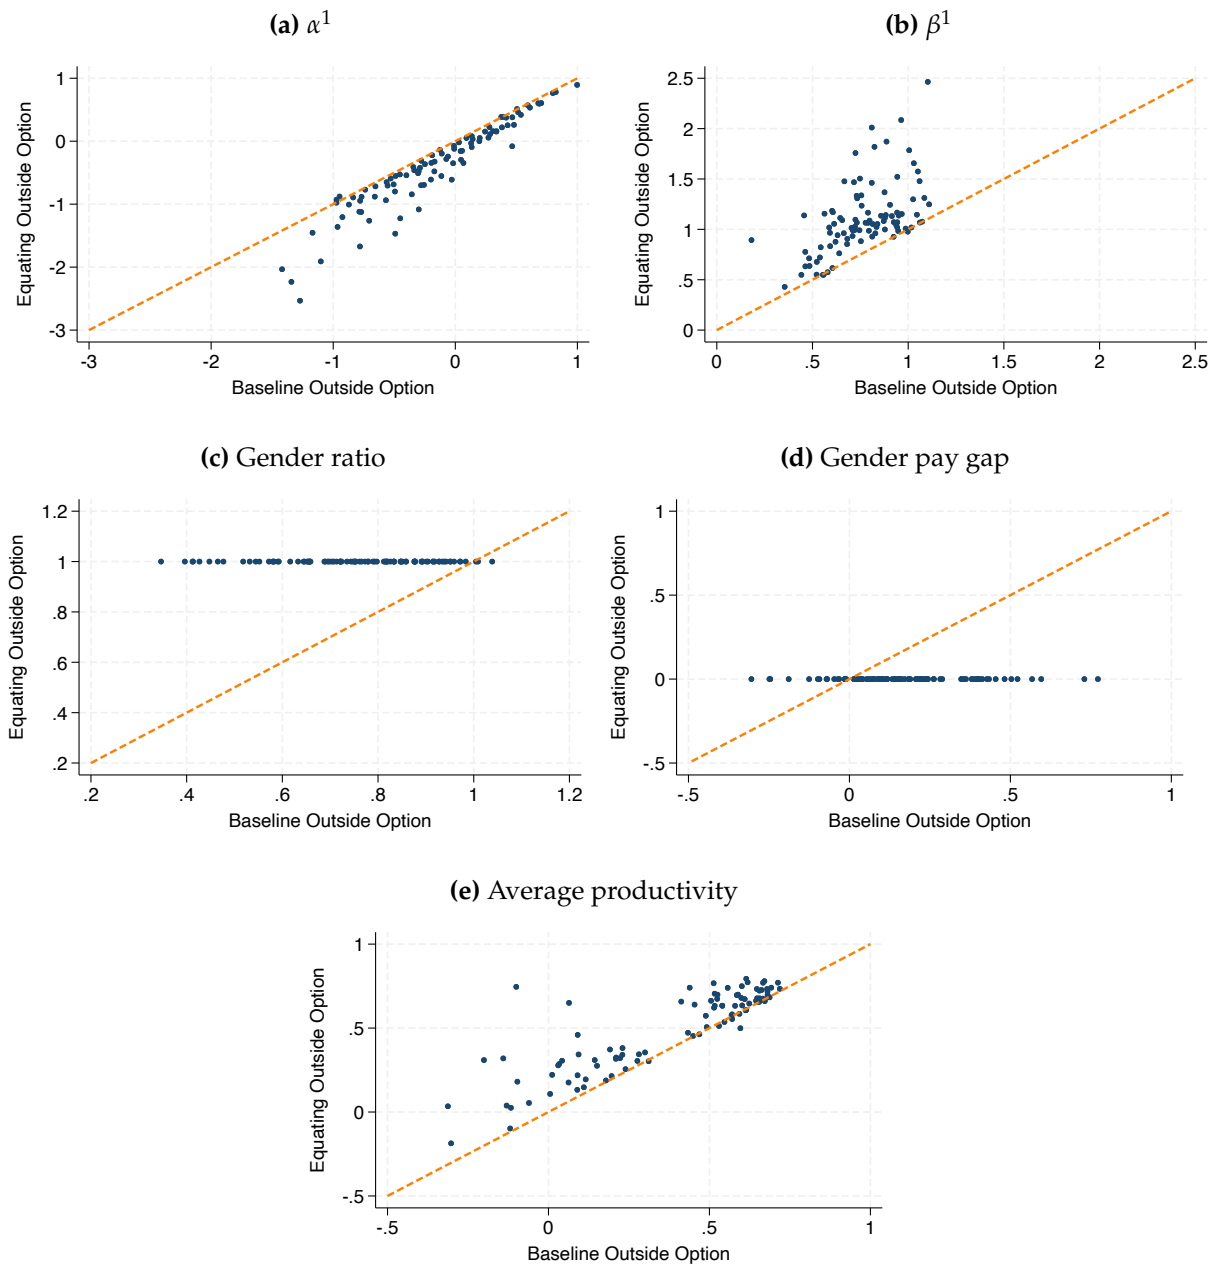 (a) α¹
(b) β¹
Equating Outside Option
1
0
-1
-2
-3
-3 -2 -1 0 1
Baseline Outside Option
Equating Outside Option
2.5
2
1.5
1
.5
0
0 .5 1 1.5 2 2.5
Baseline Outside Option
(c) Gender ratio
(d) Gender pay gap
Equating Outside Option
1.2
1
.8
.6
.4
.2
.2 .4 .6 .8 1 1.2
Baseline Outside Option
Equating Outside Option
1
.5
0
-.5
-.5 0 .5 1
Baseline Outside Option
(e) Average productivity
Equating Outside Option
1
.5
0
-.5
-.5 0 .5 1
Baseline Outside Option